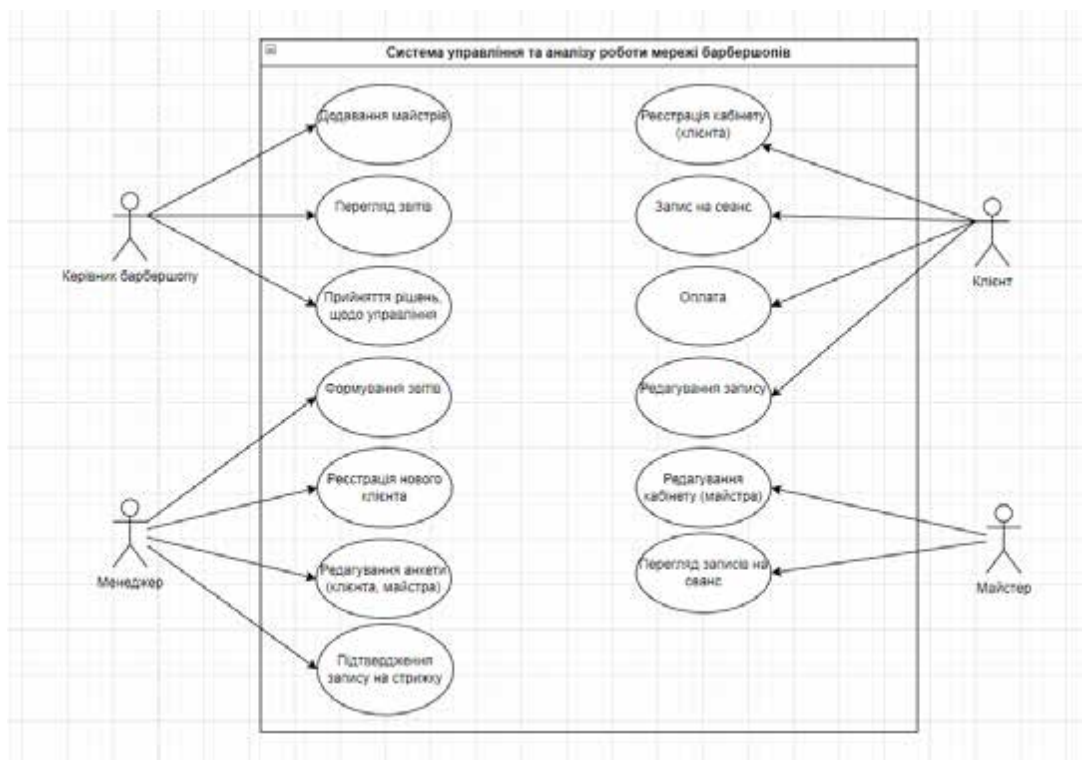 Система управління та аналізу роботи мережі барбершопів
Додавання майстрів
Перегляд звітів
Прийняття рішень,
щодо управління
Формування звітів
Реєстрація нового
клієнта
Редагування анкети
(клієнта, майстра)
Підтвердження
запису на стрижку
Реєстрація кабінету
(клієнта)
Запис на сеанс
Оплата
Редагування запису
Редагування
кабінету (майстра)
Перегляд записів на
сеанс
Керівник барбершопу
Менеджер
Клієнт
Майстер